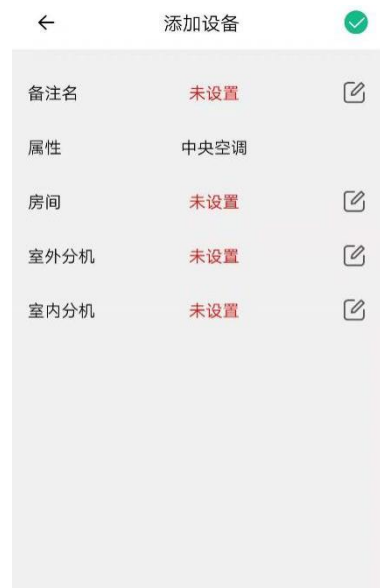 添加设备
备注名 未设置
属性 中央空调
房间 未设置
室外分机 未设置
室内分机 未设置